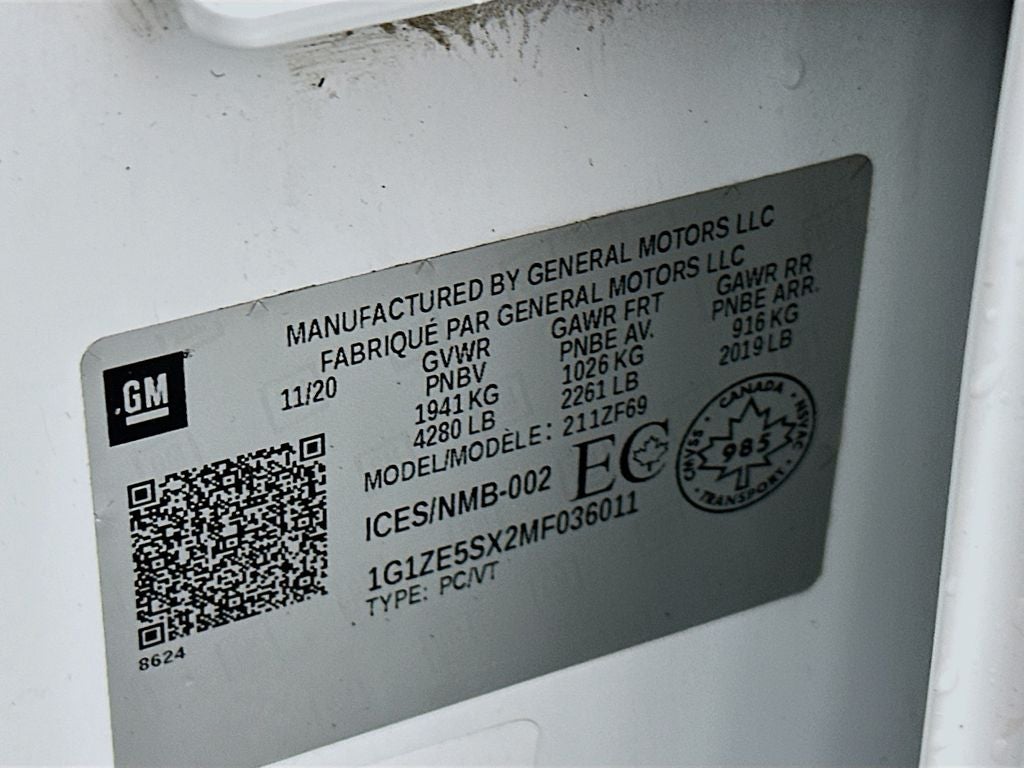 MANUFACTURED BY GENERAL MOTORS LLC
FABRIQUÉ PAR GENERAL MOTORS LLC
GM
11/20
GVWR GAWR FRT GAWR RR
PNBV PNBE AV. PNBE ARR.
1941 KG 1026 KG 916 KG
4280 LB 2261 LB 2019 LB
MODEL/MODÈLE: 211ZF69
ICES/NMB-002 EC
CANADA
985
TRANSPORT
CMVSS
NSVAC
1G1ZE5SX2MF036011
TYPE: PC/VT
8624